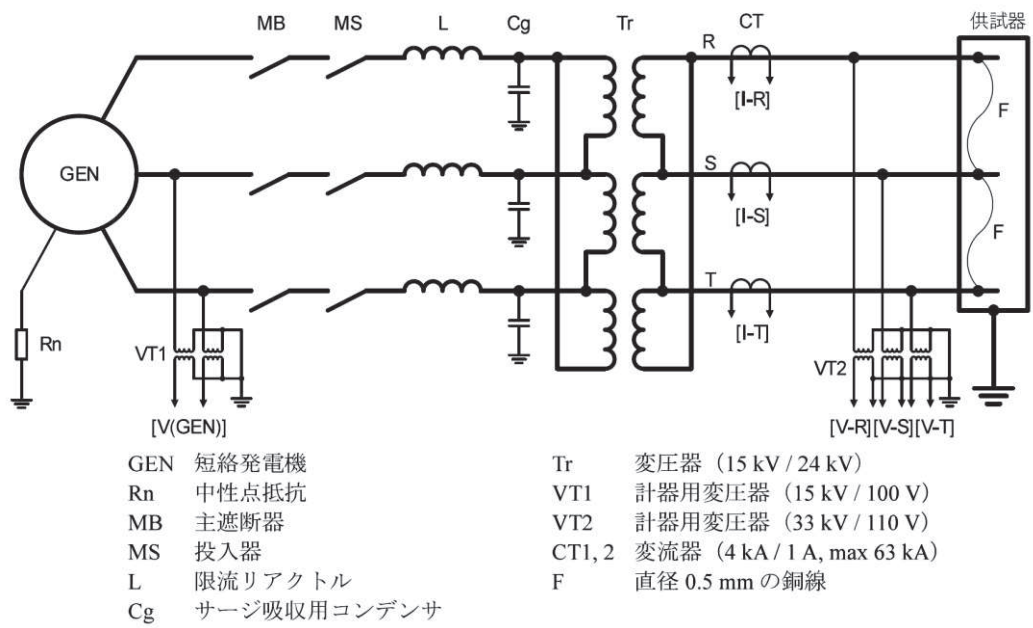 MB MS L Cg Tr CT 供試器
R
[I-R]
F
GEN
S
[I-S]
F
T
[I-T]
Rn
VT1
VT2
[V(GEN)]
[V-R][V-S][V-T]
GEN 短絡発電機
Rn 中性点抵抗
MB 主遮断器
MS 投入器
L 限流リアクトル
Cg サージ吸収用コンデンサ
Tr 変圧器（15 kV / 24 kV）
VT1 計器用変圧器（15 kV / 100 V）
VT2 計器用変圧器（33 kV / 110 V）
CT1, 2 変流器（4 kA / 1 A, max 63 kA）
F 直径 0.5 mm の銅線